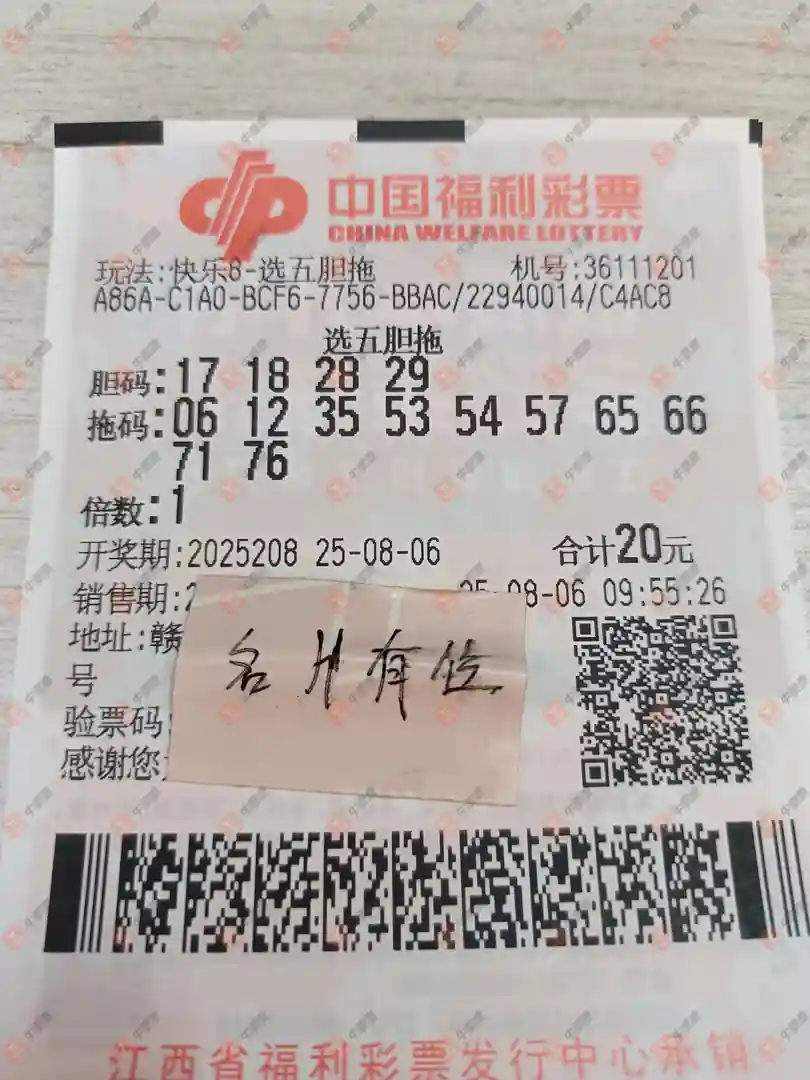 中国福利彩票
CHINA WELFARE LOTTERY
玩法:快乐8-选五胆拖 机号:36111201
A86A-C1A0-BCF6-7756-BBAC/22940014/C4AC8
选五胆拖
胆码:17 18 28 29
拖码:06 12 35 53 54 57 65 66
71 76
倍数:1
开奖期:2025208 25-08-06 合计20元
销售期:2 25-08-06 09:55:26
地址:赣
号
名 有位
验票码:
感谢您
江西省福利彩票发行中心承销